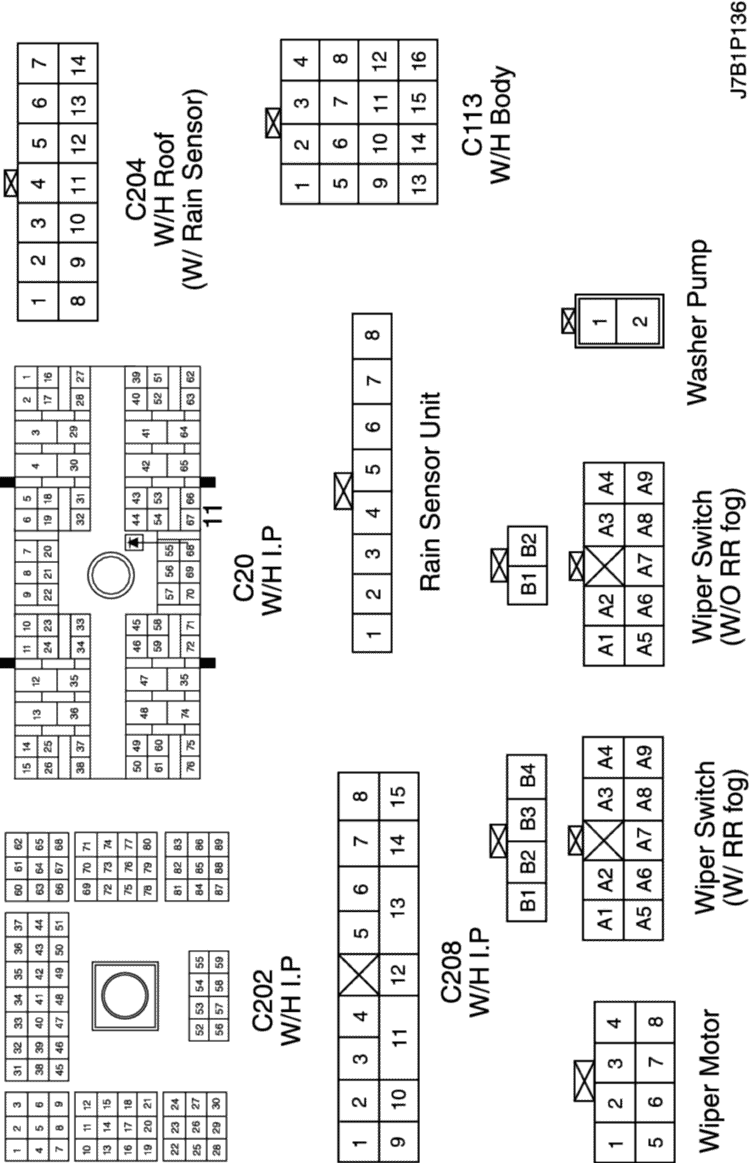 1 2 3
4 5 6
7 8 9
10 11 12
13 14 15
16 17 18
19 20 21
22 23 24
25 26 27
28 29 30
31 32 33 34 35 36 37
38 39 40 41 42 43 44
45 46 47 48 49 50 51
52 53 54 55
56 57 58 59
60 61 62
63 64 65
66 67 68
69 70 71
72 73 74
75 76 77
78 79 80
81 82 83
84 85 86
87 88 89
C202
W/H I.P
15 14 13 12 11 10 9 8 7 6 5 4 3 2 1
26 25 24 23 22 21 20 19 18 17 16
38 37 36 35 34 33 32 31 30 29 28 27
50 49 48 47 46 45 44 43 42 41 40 39
61 60 59 58 57 56 55 54 53 52 51
76 75 74 35 72 71 70 69 68 67 66 65 64 63 62
11
C20
W/H I.P
1 2 3 4 5 6 7
8 9 10 11 12 13 14
C204
W/H Roof
(W/ Rain Sensor)
1 2 3 4 5 6 7 8
9 10 11 12 13 14 15
C208
W/H I.P
1 2 3 4 5 6 7 8
Rain Sensor Unit
1 2 3 4
5 6 7 8
9 10 11 12
13 14 15 16
C113
W/H Body
1 2 3 4
5 6 7 8
Wiper Motor
B1 B2 B3 B4
A1 A2 A3 A4
A5 A6 A7 A8 A9
Wiper Switch
(W/ RR fog)
B1 B2
A1 A2 A3 A4
A5 A6 A7 A8 A9
Wiper Switch
(W/O RR fog)
1
2
Washer Pump
J7B1P136